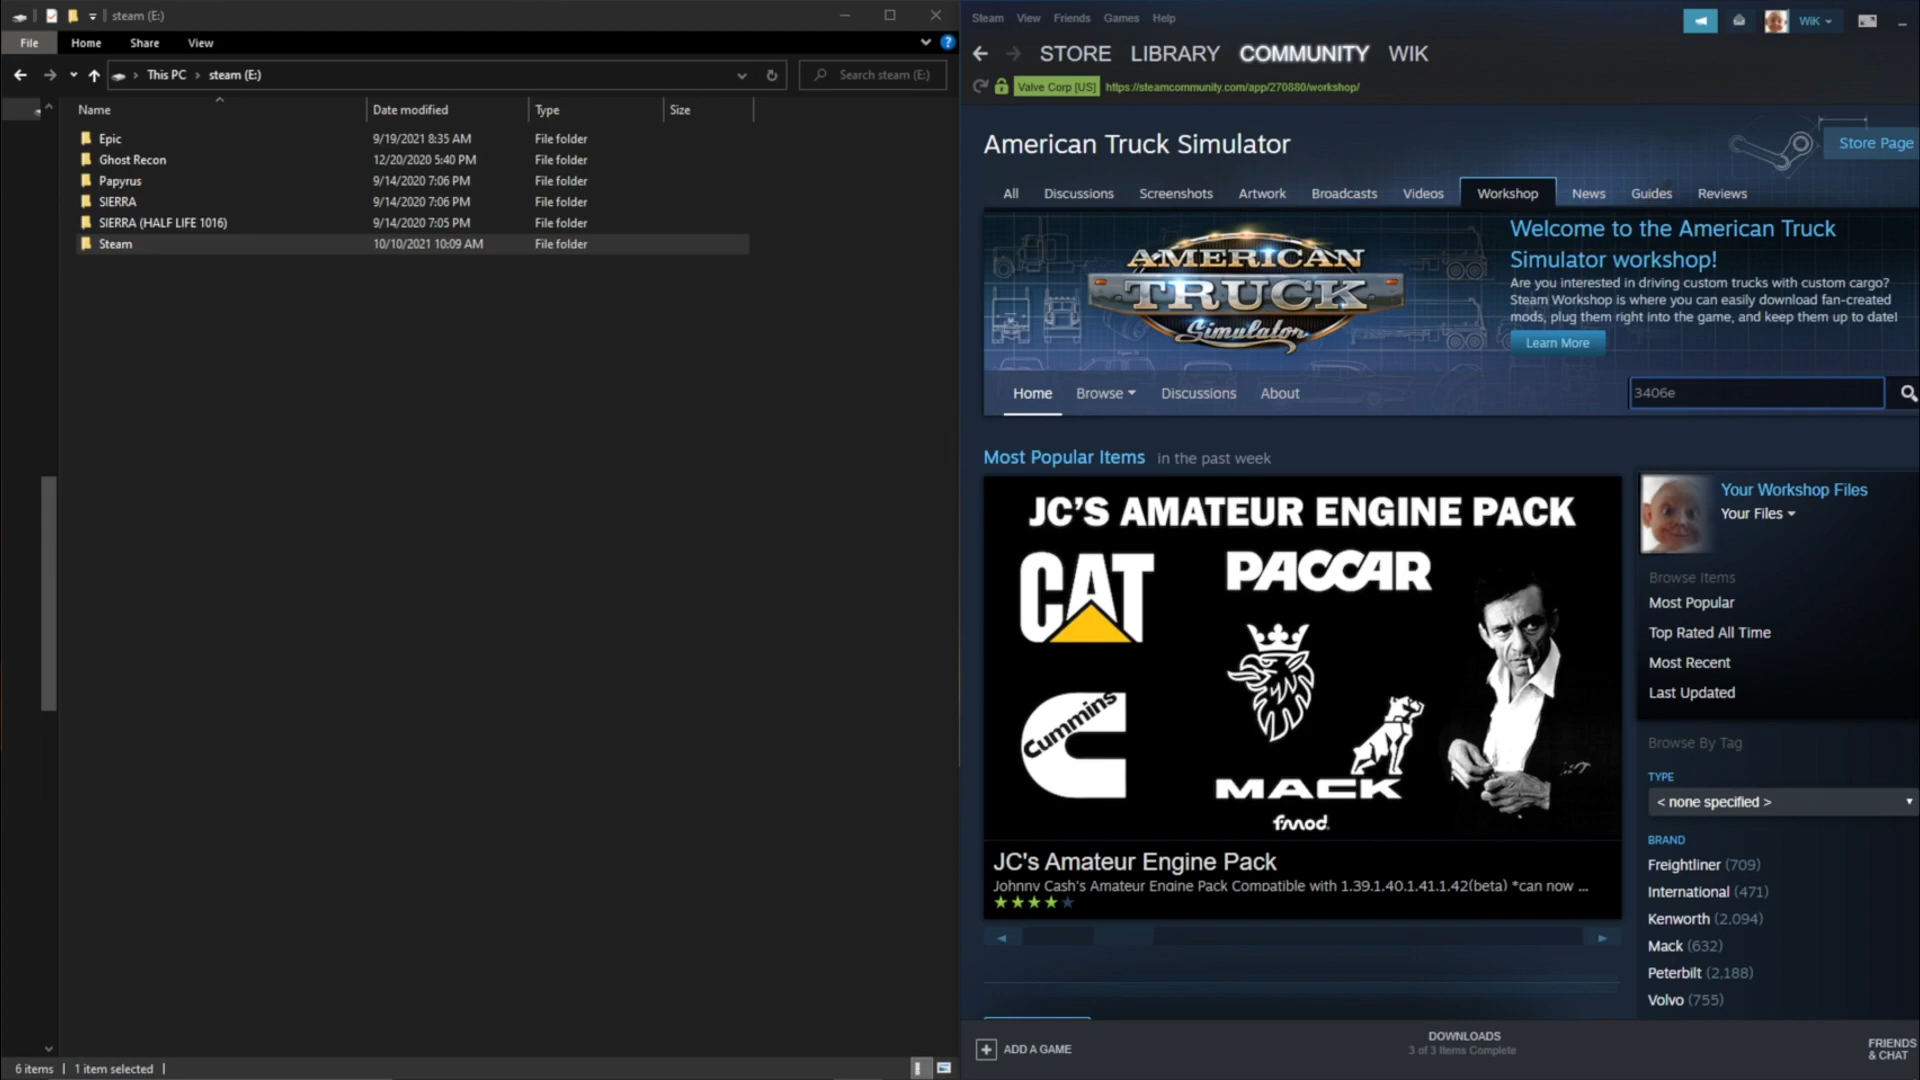 steam (E:)
File Home Share View
This PC › steam (E:)
Search steam (E:)
Name Date modified Type Size
Epic 9/19/2021 8:35 AM File folder
Ghost Recon 12/20/2020 5:40 PM File folder
Papyrus 9/14/2020 7:06 PM File folder
SIERRA 9/14/2020 7:06 PM File folder
SIERRA (HALF LIFE 1016) 9/14/2020 7:05 PM File folder
Steam 10/10/2021 10:09 AM File folder
6 items 1 item selected
Steam View Friends Games Help
WiK
STORE LIBRARY COMMUNITY WIK
Valve Corp [US] https://steamcommunity.com/app/270880/workshop/
American Truck Simulator
Store Page
All Discussions Screenshots Artwork Broadcasts Videos Workshop News Guides Reviews
AMERICAN
TRUCK
Simulator
Welcome to the American Truck
Simulator workshop!
Are you interested in driving custom trucks with custom cargo?
Steam Workshop is where you can easily download fan-created
mods, plug them right into the game, and keep them up to date!
Learn More
Home Browse Discussions About
3406e
Most Popular Items in the past week
JC'S AMATEUR ENGINE PACK
CAT
PACCAR
Cummins
MACK
fmod
JC's Amateur Engine Pack
Johnny Cash's Amateur Engine Pack Compatible with 1.39.1.40.1.41.1.42(beta) *can now ...
Your Workshop Files
Your Files
Browse Items
Most Popular
Top Rated All Time
Most Recent
Last Updated
Browse By Tag
TYPE
< none specified >
BRAND
Freightliner (709)
International (471)
Kenworth (2,094)
Mack (632)
Peterbilt (2,188)
Volvo (755)
ADD A GAME
DOWNLOADS
3 of 3 Items Complete
FRIENDS
& CHAT